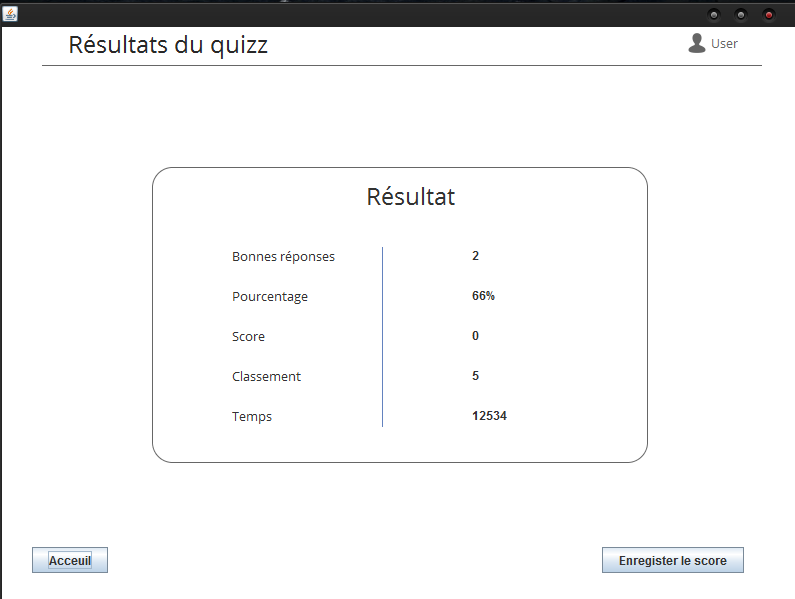 Résultats du quizz
User
Résultat
Bonnes réponses 2
Pourcentage 66%
Score 0
Classement 5
Temps 12534
Acceuil
Enregister le score